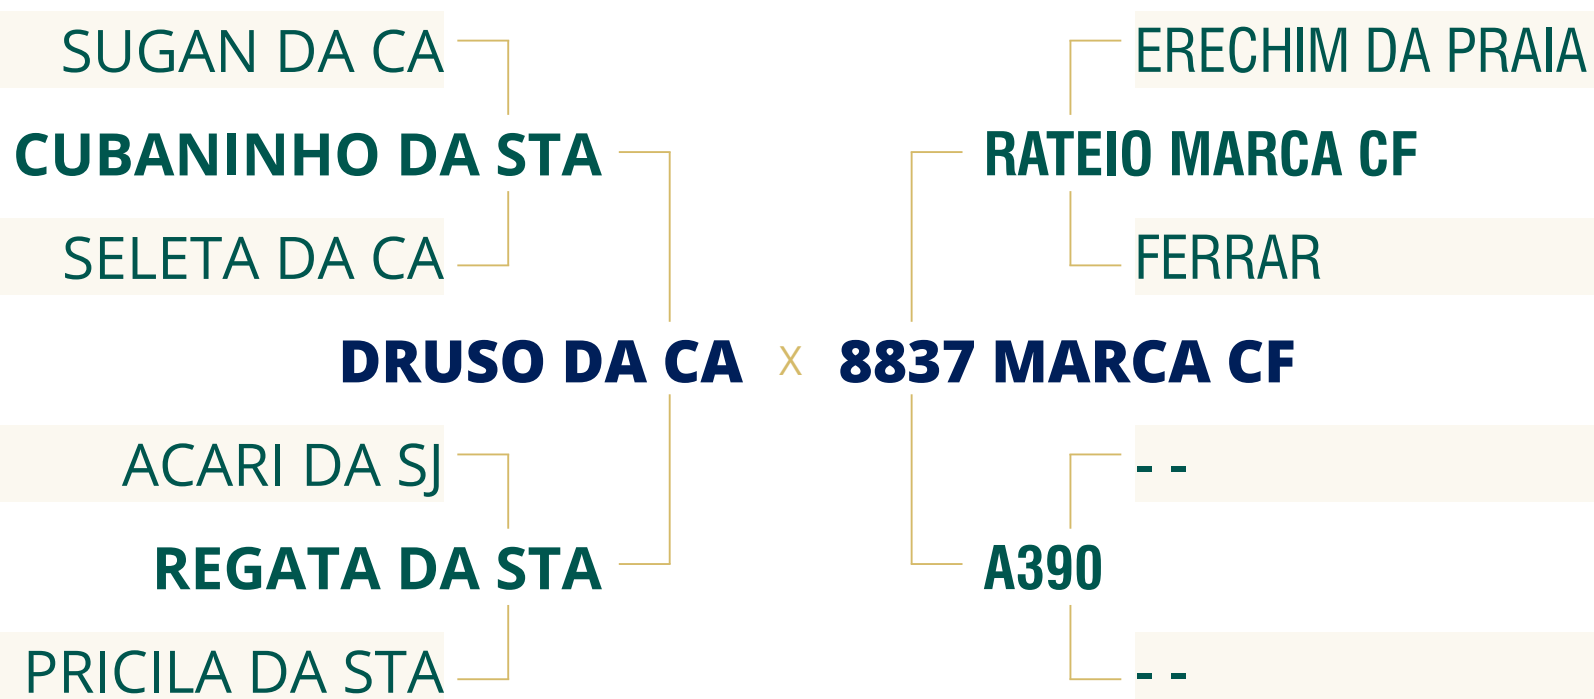 SUGAN DA CA
ERECHIM DA PRAIA
CUBANINHO DA STA
RATEIO MARCA CF
SELETA DA CA
FERRAR
DRUSO DA CA X 8837 MARCA CF
ACARI DA SJ
- -
REGATA DA STA
A390
PRICILA DA STA
- -